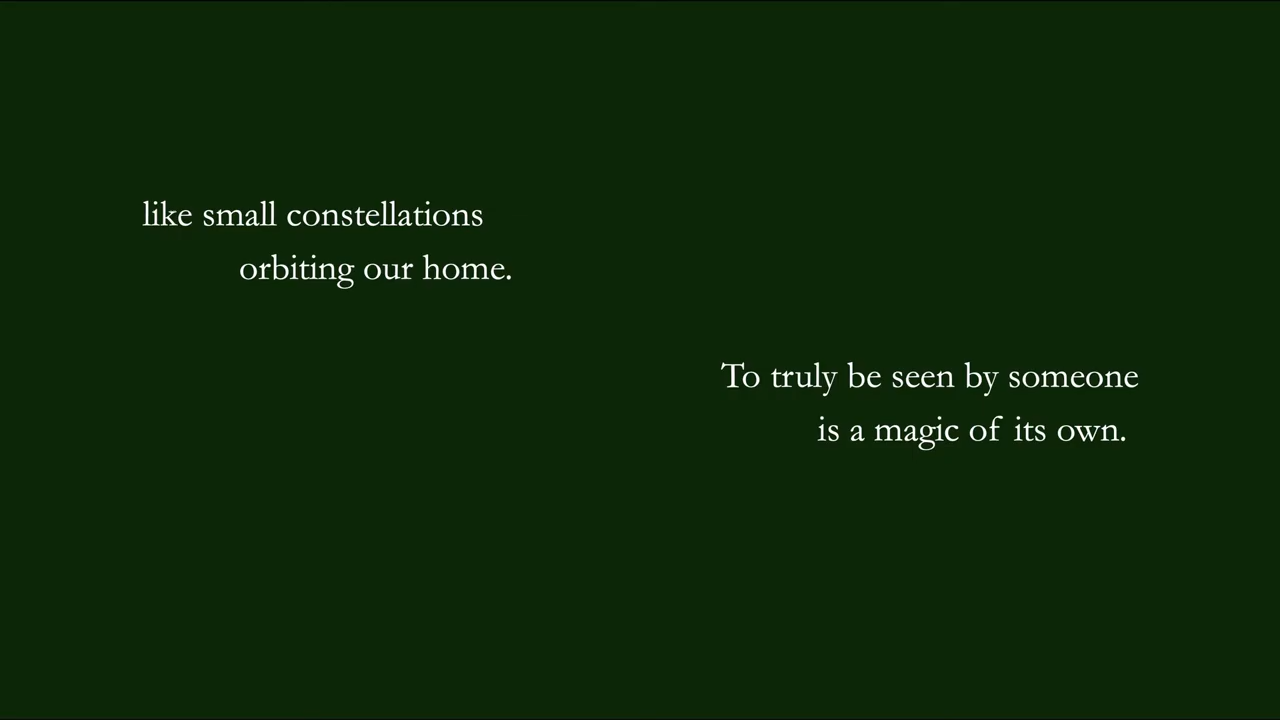 like small constellations
orbiting our home.
To truly be seen by someone
is a magic of its own.